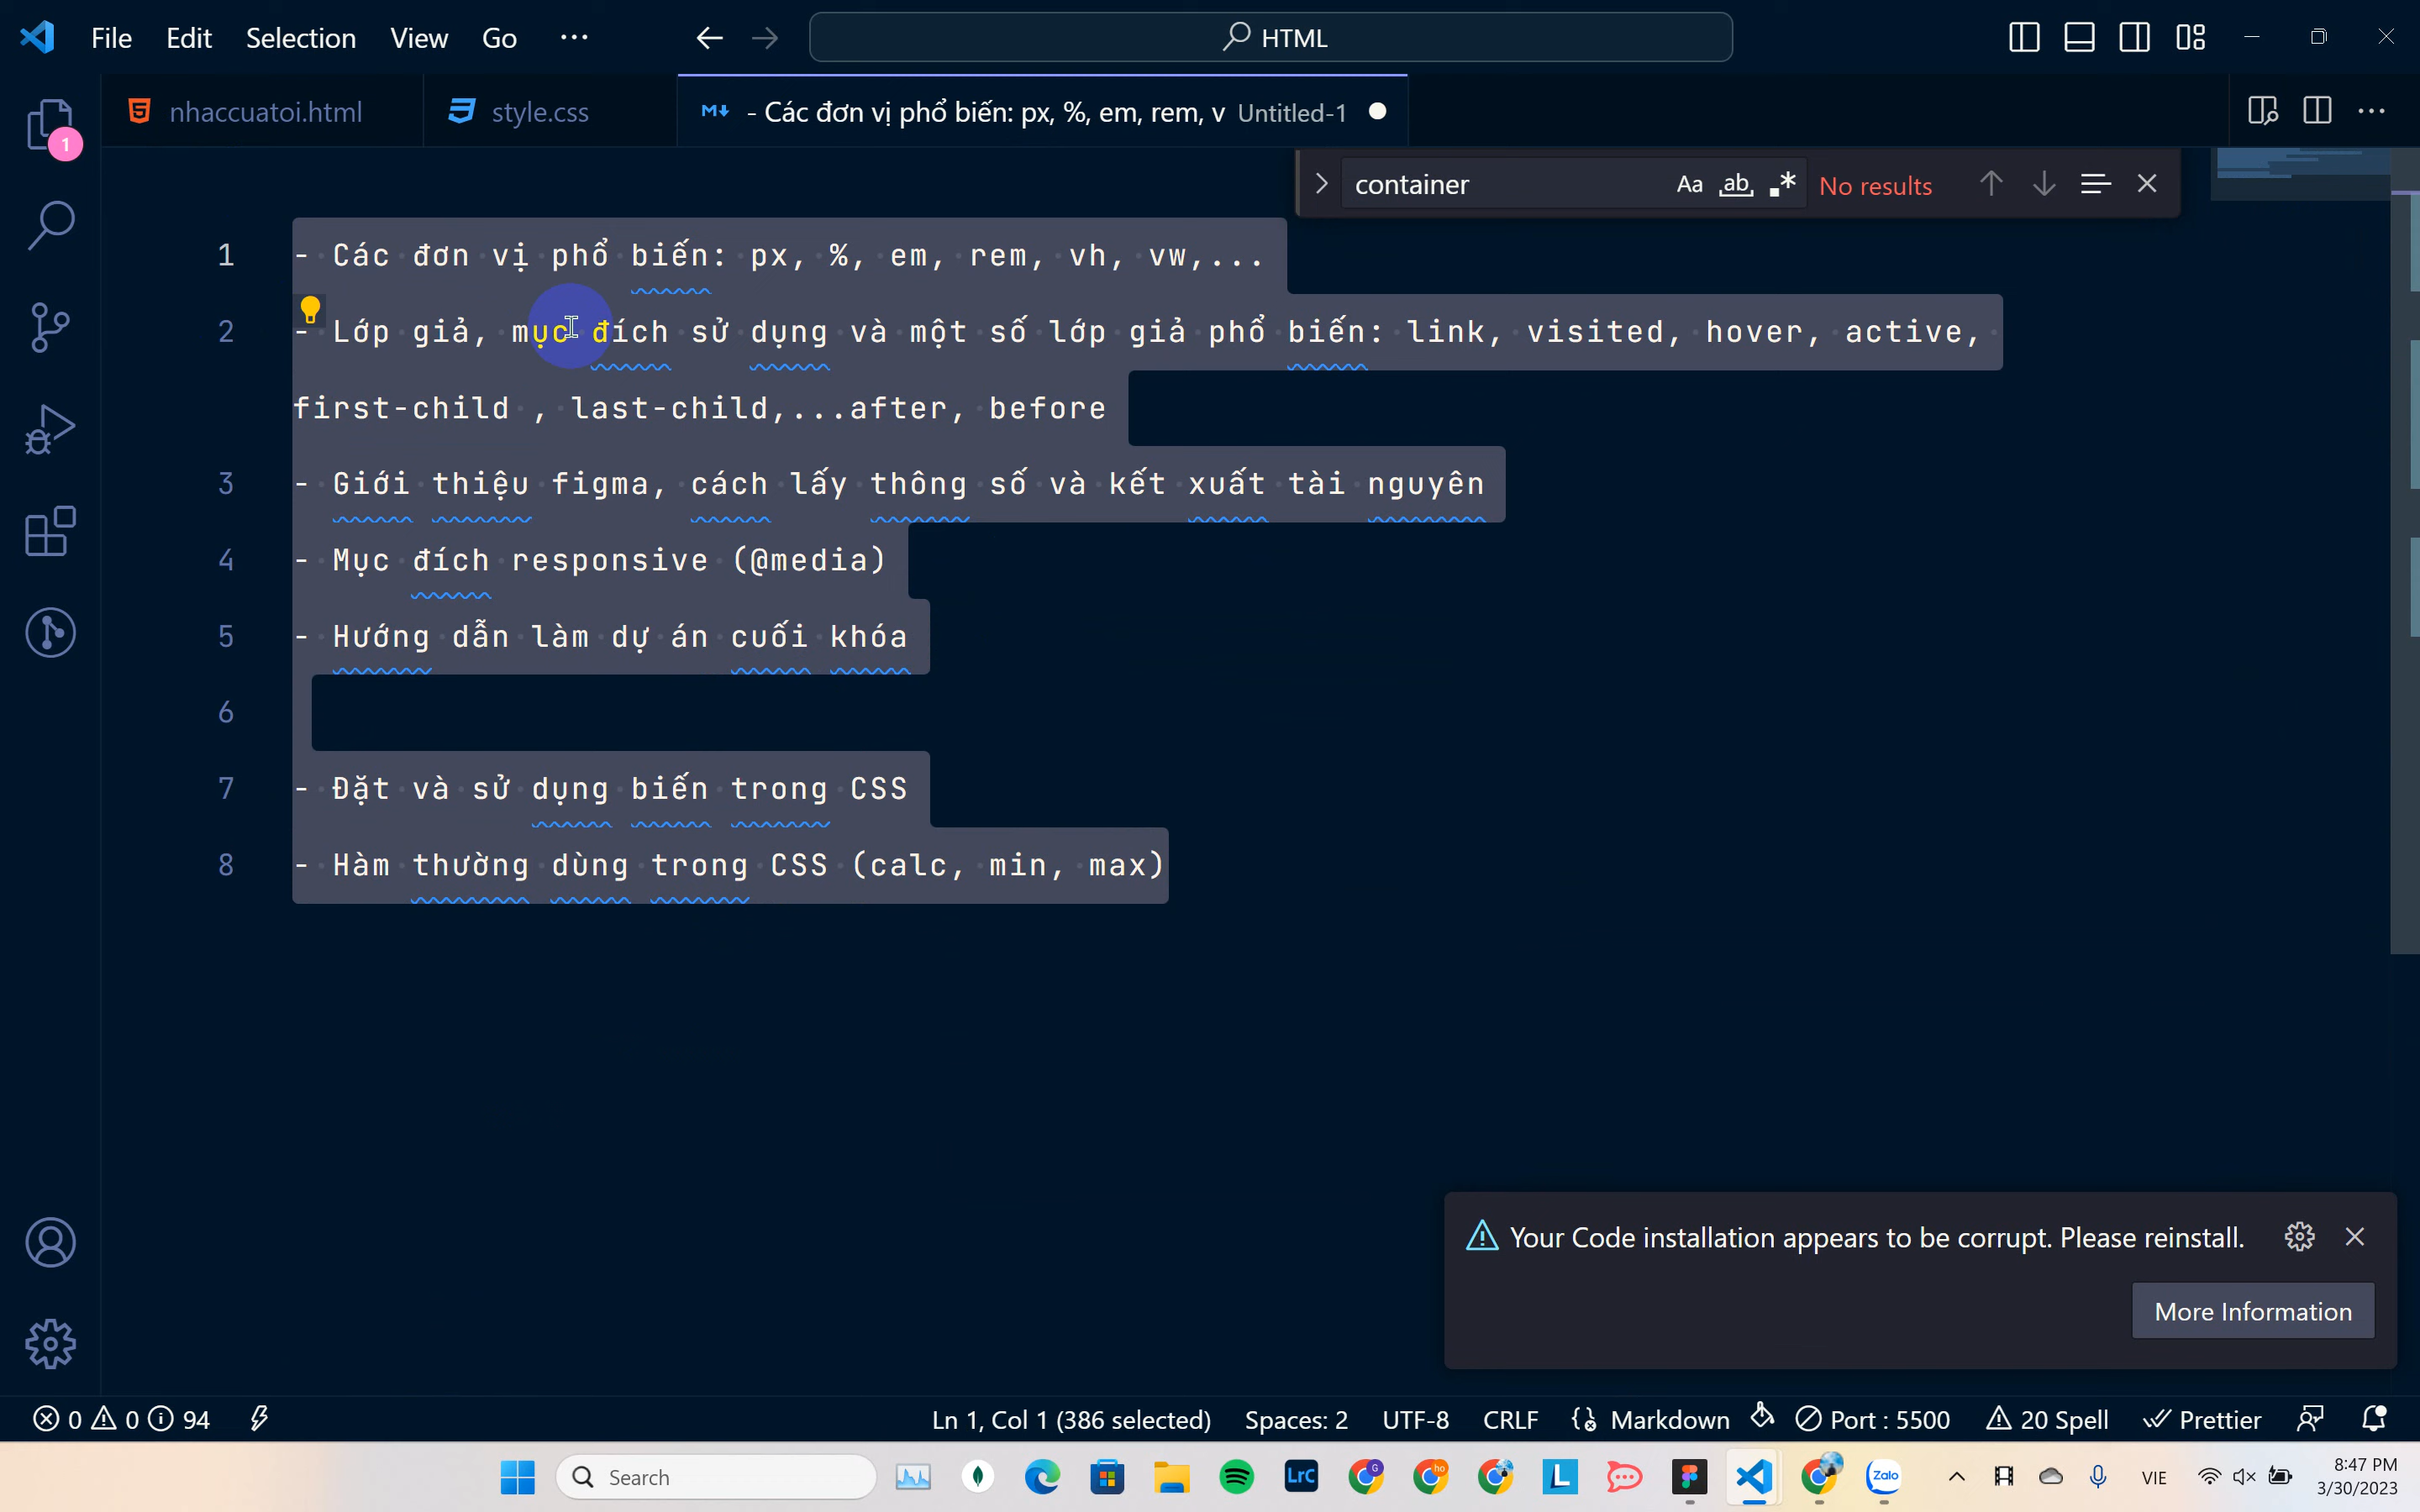 File Edit Selection View Go ···
HTML
nhaccuatoi.html
style.css
- Các đơn vị phổ biến: px, %, em, rem, v Untitled-1
1
container
Aa ab .* No results
1 - Các đơn vị phổ biến: px, %, em, rem, vh, vw,...
2 - Lớp giả, mục đích sử dụng và một số lớp giả phổ biến: link, visited, hover, active,
first-child , last-child,...after, before
3 - Giới thiệu figma, cách lấy thông số và kết xuất tài nguyên
4 - Mục đích responsive (@media)
5 - Hướng dẫn làm dự án cuối khóa
6
7 - Đặt và sử dụng biến trong CSS
8 - Hàm thường dùng trong CSS (calc, min, max)
Your Code installation appears to be corrupt. Please reinstall.
More Information
0 0 94 Ln 1, Col 1 (386 selected) Spaces: 2 UTF-8 CRLF Markdown Port : 5500 20 Spell Prettier
Search
LrC
G
ho
L
Zalo
VIE
8:47 PM
3/30/2023